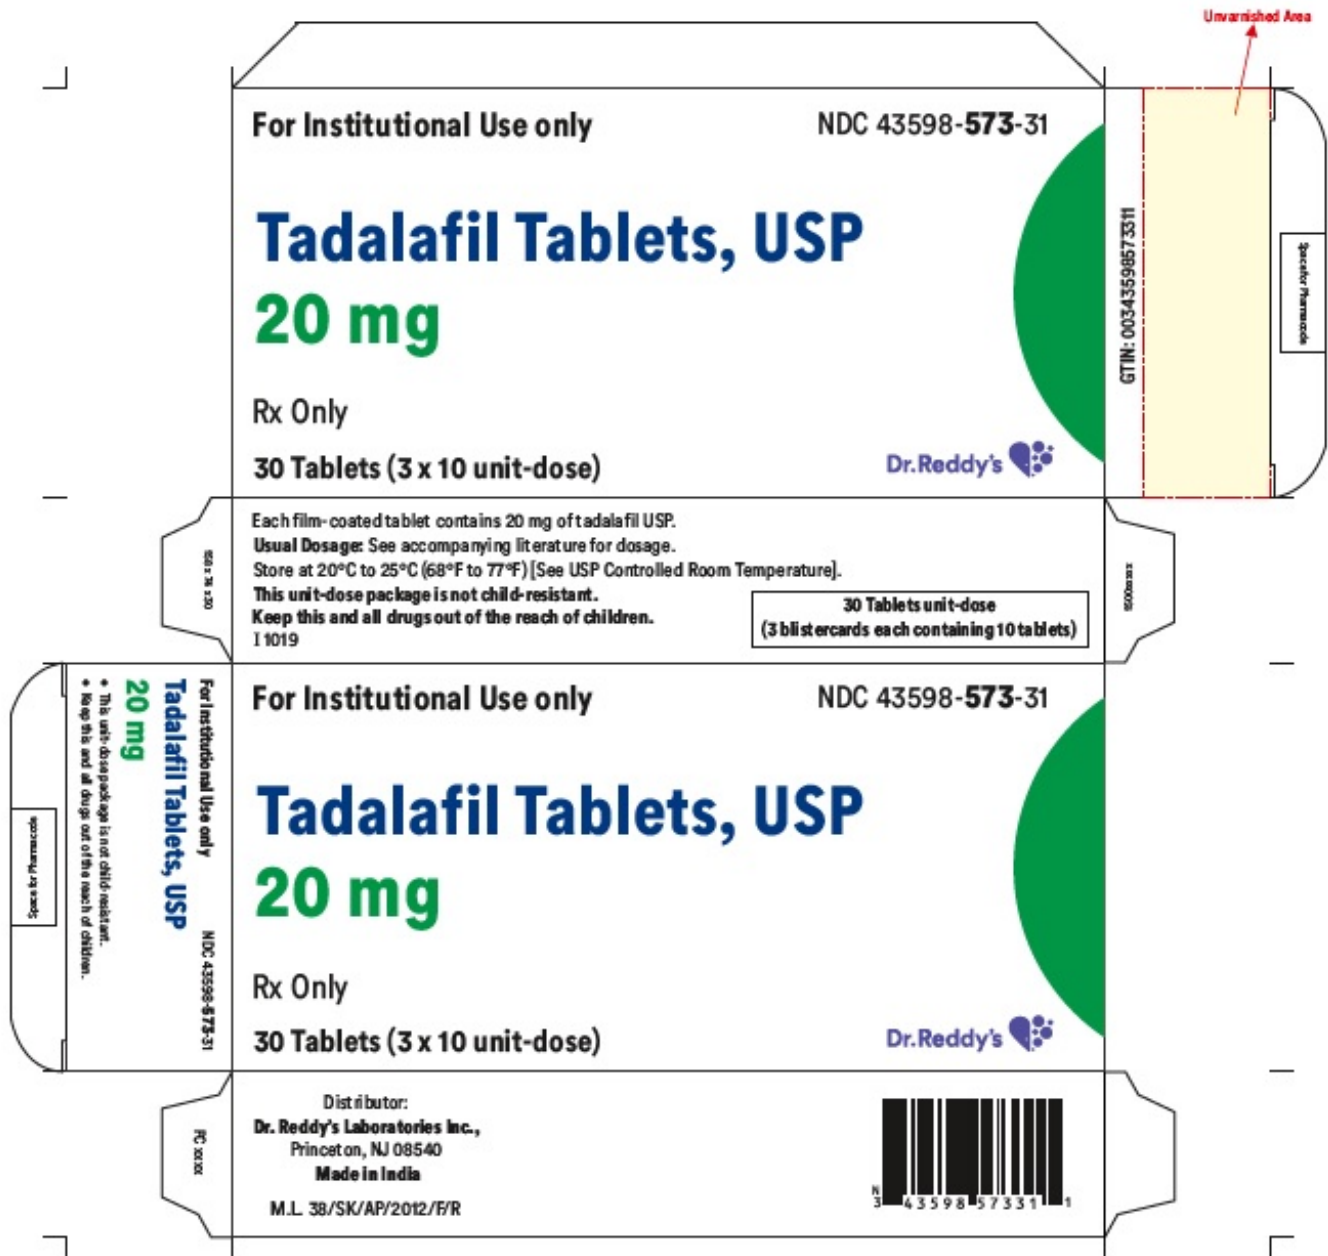 Unvarnished Area
For Institutional Use only
NDC 43598-573-31
Tadalafil Tablets, USP
20 mg
Rx Only
30 Tablets (3 x 10 unit-dose)
Dr.Reddy's
GTIN: 00343598573311
Space for Pharmacode
158 x 74 x 30
Each film-coated tablet contains 20 mg of tadalafil USP.
Usual Dosage: See accompanying literature for dosage.
Store at 20°C to 25°C (68°F to 77°F) [See USP Controlled Room Temperature].
This unit-dose package is not child-resistant.
Keep this and all drugs out of the reach of children.
I 1019
30 Tablets unit-dose
(3 blistercards each containing 10 tablets)
For Institutional Use only
NDC 43598-573-31
Tadalafil Tablets, USP
20 mg
• This unit-dose package is not child-resistant.
• Keep this and all drugs out of the reach of children.
Space for Pharmacode
For Institutional Use only
NDC 43598-573-31
Tadalafil Tablets, USP
20 mg
Rx Only
30 Tablets (3 x 10 unit-dose)
Dr.Reddy's
Distributor:
Dr. Reddy's Laboratories Inc.,
Princeton, NJ 08540
Made in India
M.L. 38/SK/AP/2012/F/R
PC xxxxx
N
3 43598 57331 1